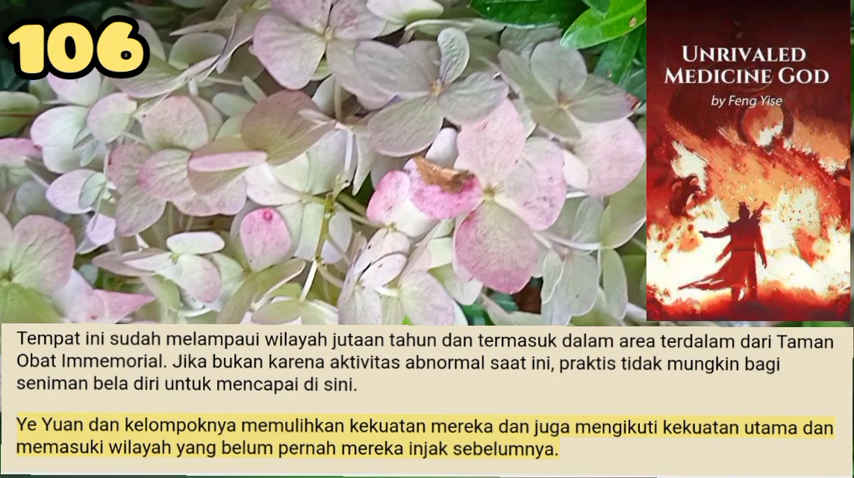 106
UNRIVALED
MEDICINE GOD
by Feng Yise
Tempat ini sudah melampaui wilayah jutaan tahun dan termasuk dalam area terdalam dari Taman
Obat Immemorial. Jika bukan karena aktivitas abnormal saat ini, praktis tidak mungkin bagi
seniman bela diri untuk mencapai di sini.
Ye Yuan dan kelompoknya memulihkan kekuatan mereka dan juga mengikuti kekuatan utama dan
memasuki wilayah yang belum pernah mereka injak sebelumnya.